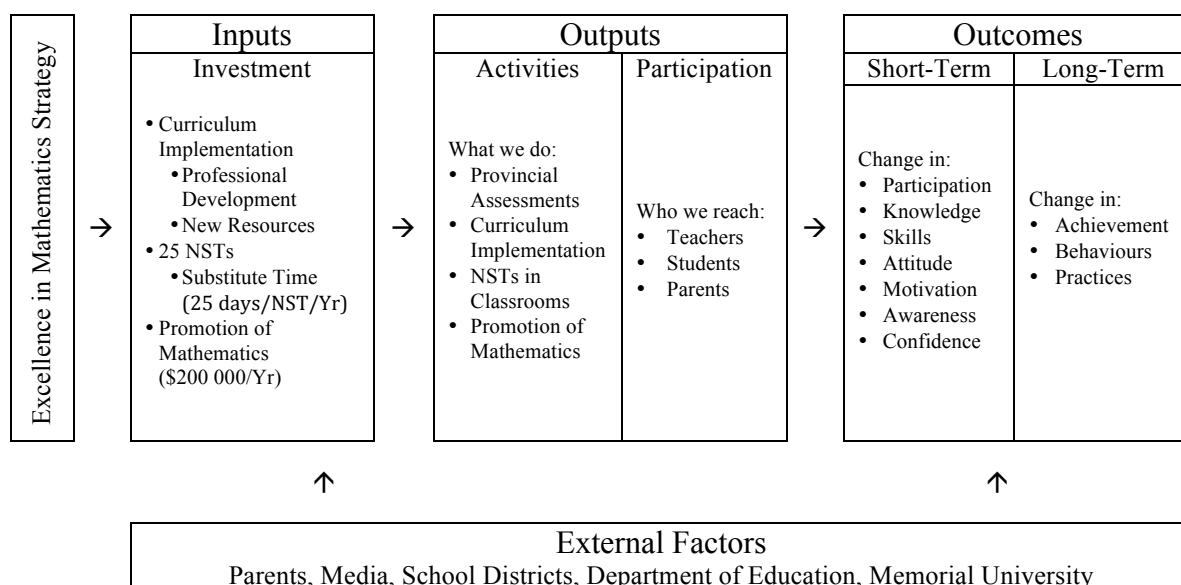 Excellence in Mathematics Strategy
→
Inputs
Investment
• Curriculum
Implementation
• Professional
Development
• New Resources
• 25 NSTs
• Substitute Time
(25 days/NST/Yr)
• Promotion of
Mathematics
($200 000/Yr)
→
Outputs
Activities
What we do:
• Provincial
Assessments
• Curriculum
Implementation
• NSTs in
Classrooms
• Promotion of
Mathematics
Participation
Who we reach:
• Teachers
• Students
• Parents
→
Outcomes
Short-Term
Change in:
• Participation
• Knowledge
• Skills
• Attitude
• Motivation
• Awareness
• Confidence
Long-Term
Change in:
• Achievement
• Behaviours
• Practices
↑ ↑
External Factors
Parents, Media, School Districts, Department of Education, Memorial University